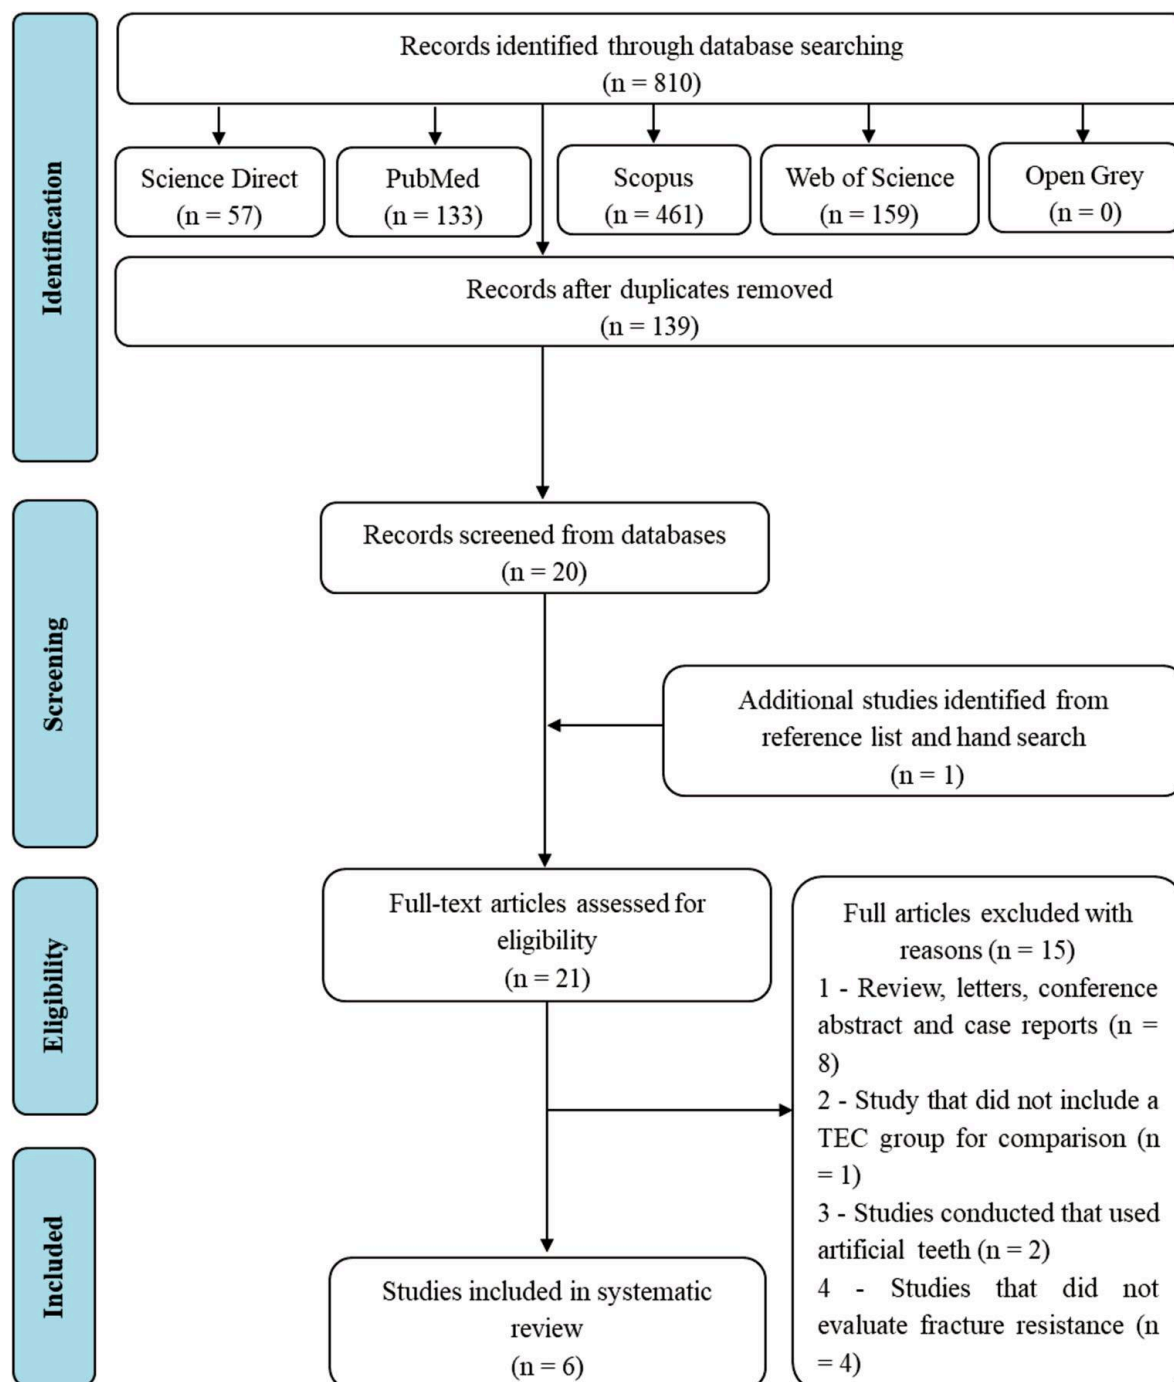 Identification
Records identified through database searching
(n = 810)
Science Direct
(n = 57)
PubMed
(n = 133)
Scopus
(n = 461)
Web of Science
(n = 159)
Open Grey
(n = 0)
Records after duplicates removed
(n = 139)
Screening
Records screened from databases
(n = 20)
Additional studies identified from
reference list and hand search
(n = 1)
Eligibility
Full-text articles assessed for
eligibility
(n = 21)
Full articles excluded with
reasons (n = 15)
1 - Review, letters, conference
abstract and case reports (n =
8)
2 - Study that did not include a
TEC group for comparison (n
= 1)
3 - Studies conducted that used
artificial teeth (n = 2)
4 - Studies that did not
evaluate fracture resistance (n
= 4)
Included
Studies included in systematic
review
(n = 6)